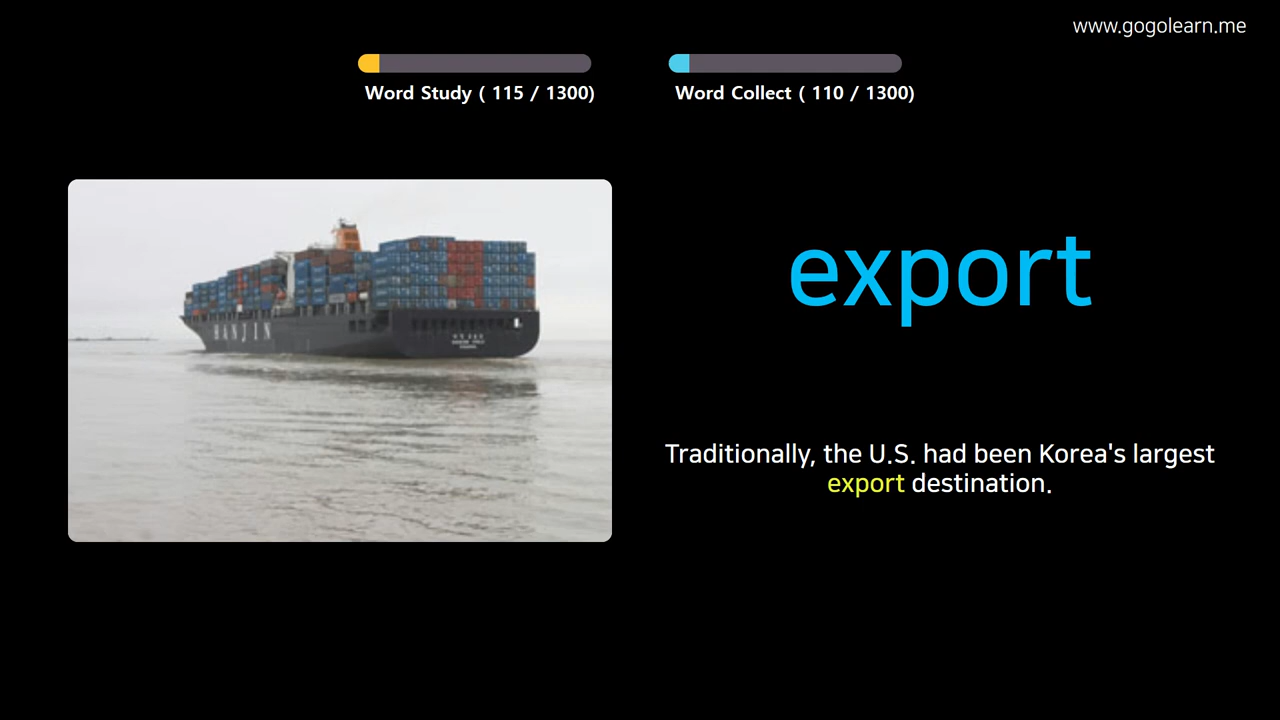 www.gogolearn.me
Word Study ( 115 / 1300)
Word Collect ( 110 / 1300)
export
HANJIN
Traditionally, the U.S. had been Korea's largest
export destination.